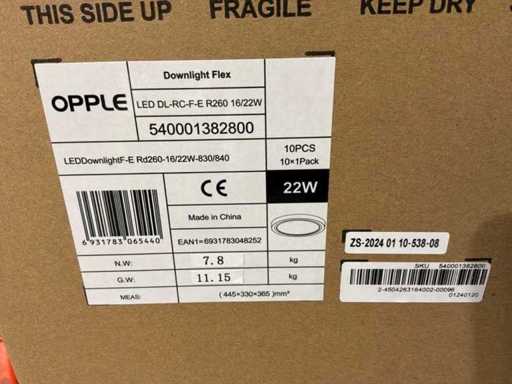 THIS SIDE UP FRAGILE KEEP DRY
Downlight Flex
OPPLE
LED DL-RC-F-E R260 16/22W
540001382800
LEDDownlightF-E Rd260-16/22W-830/840
10PCS
10×1Pack
CE
22W
6 931783 065440
Made in China
EAN1=6931783048252
N.W: 7.8 kg
G.W: 11.15 kg
MEAS: (445×330×365)mm³
ZS-2024 01 10-538-08
SKU 540001382800
2-4504263164002-00096
01240120